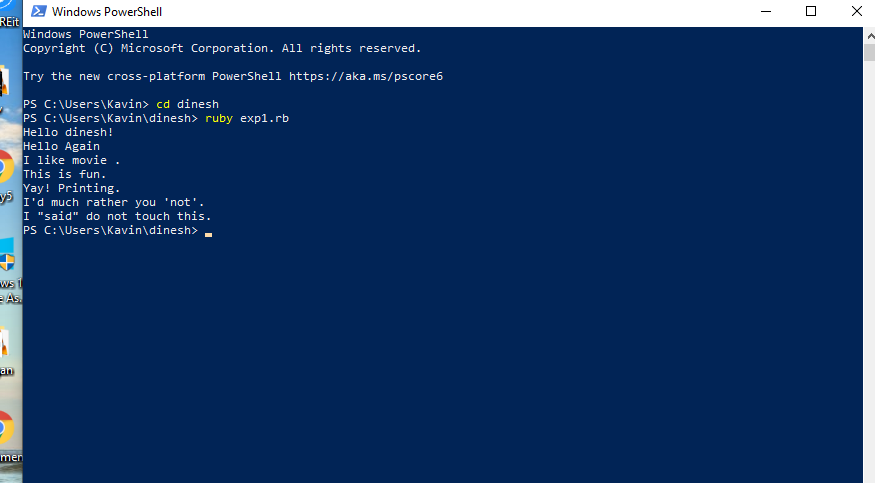 Windows PowerShell
REit
Windows PowerShell
Copyright (C) Microsoft Corporation. All rights reserved.
Try the new cross-platform PowerShell https://aka.ms/pscore6
PS C:\Users\Kavin> cd dinesh
PS C:\Users\Kavin\dinesh> ruby exp1.rb
Hello dinesh!
Hello Again
I like movie .
This is fun.
Yay! Printing.
I'd much rather you 'not'.
I "said" do not touch this.
PS C:\Users\Kavin\dinesh>
y5
ws 1
e As.
an
mer